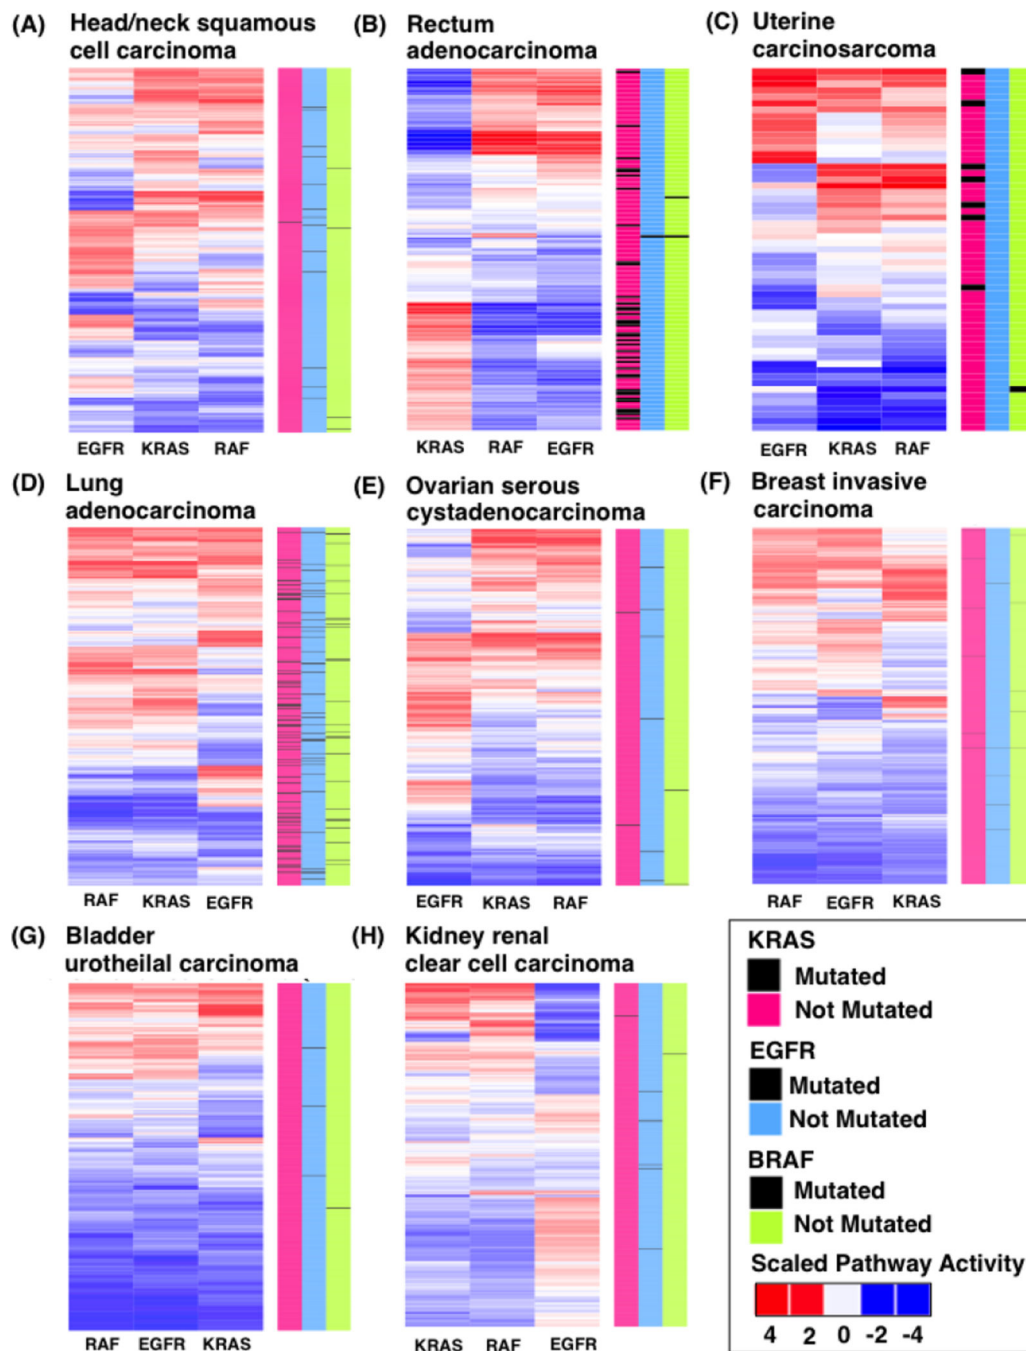 (A) Head/neck squamous
cell carcinoma
EGFR KRAS RAF
(B) Rectum
adenocarcinoma
KRAS RAF EGFR
(C) Uterine
carcinosarcoma
EGFR KRAS RAF
(D) Lung
adenocarcinoma
RAF KRAS EGFR
(E) Ovarian serous
cystadenocarcinoma
EGFR KRAS RAF
(F) Breast invasive
carcinoma
RAF EGFR KRAS
(G) Bladder
urotheilal carcinoma
RAF EGFR KRAS
(H) Kidney renal
clear cell carcinoma
KRAS RAF EGFR
KRAS
Mutated
Not Mutated
EGFR
Mutated
Not Mutated
BRAF
Mutated
Not Mutated
Scaled Pathway Activity
4 2 0 -2 -4